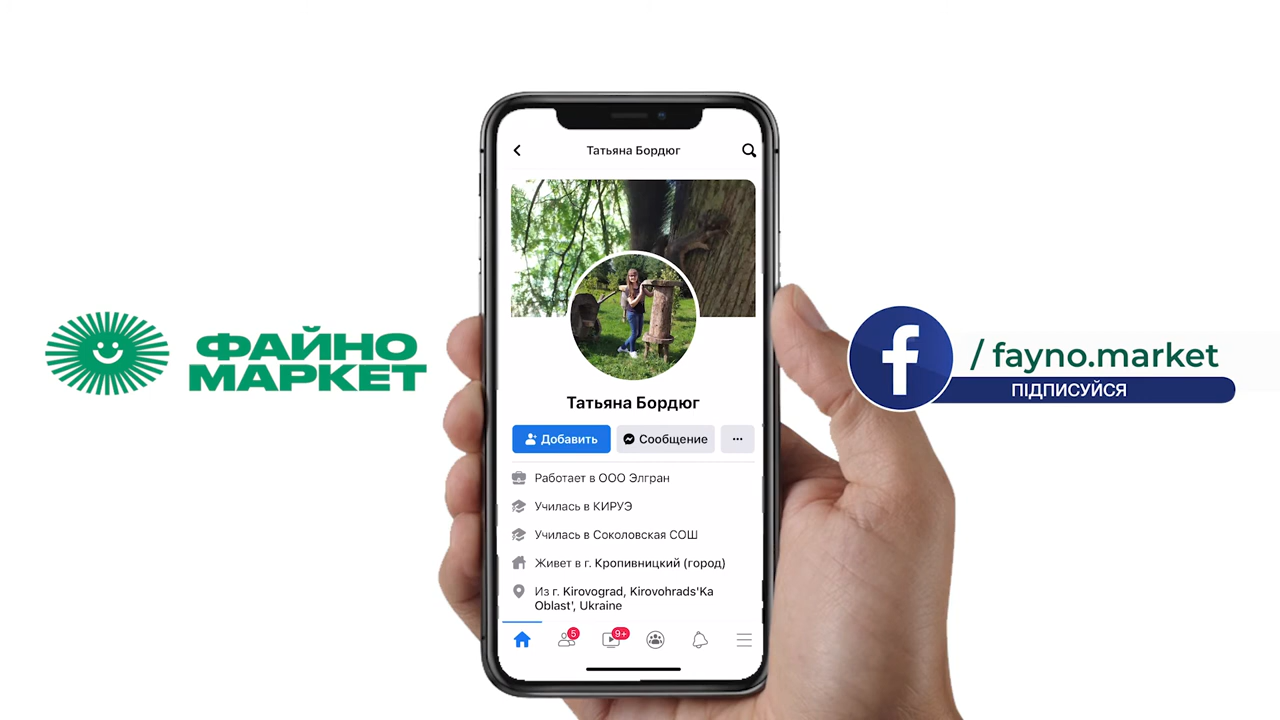 ФАЙНО
МАРКЕТ
Татьяна Бордюг
Татьяна Бордюг
Добавить
Сообщение
Работает в ООО Элгран
Училась в КИРУЭ
Училась в Соколовская СОШ
Живет в г. Кропивницкий (город)
Из г. Kirovograd, Kirovohrads'Ka
Oblast', Ukraine
5
9+
f
/ fayno.market
ПІДПИСУЙСЯ